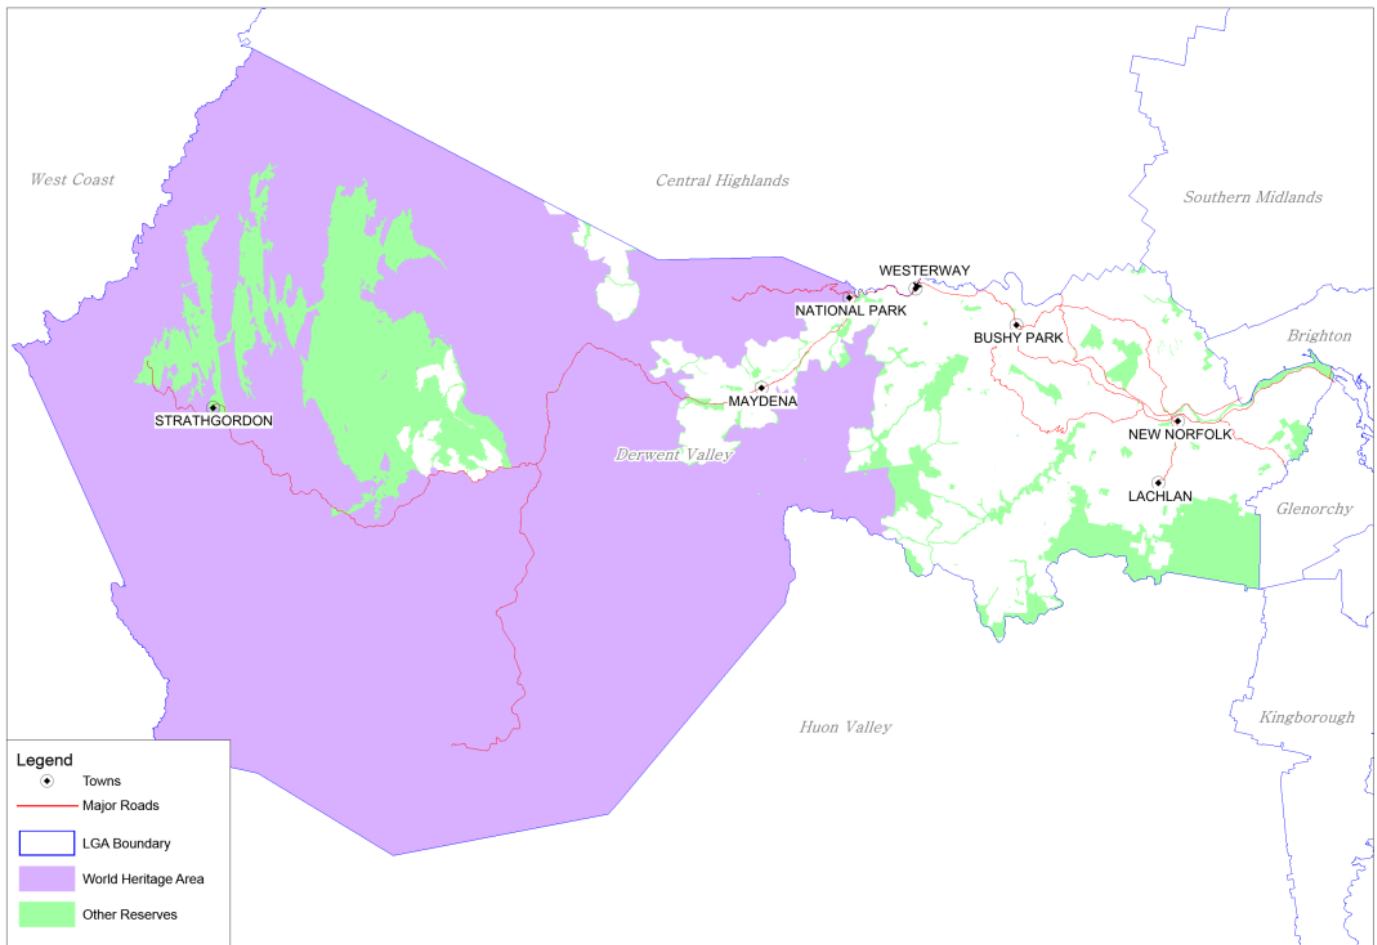 West Coast
Central Highlands
Southern Midlands
WESTERWAY
NATIONAL PARK
BUSHY PARK
Brighton
MAYDENA
STRATHGORDON
NEW NORFOLK
Derwent Valley
LACHLAN
Glenorchy
Huon Valley
Kingborough
Legend
Towns
Major Roads
LGA Boundary
World Heritage Area
Other Reserves